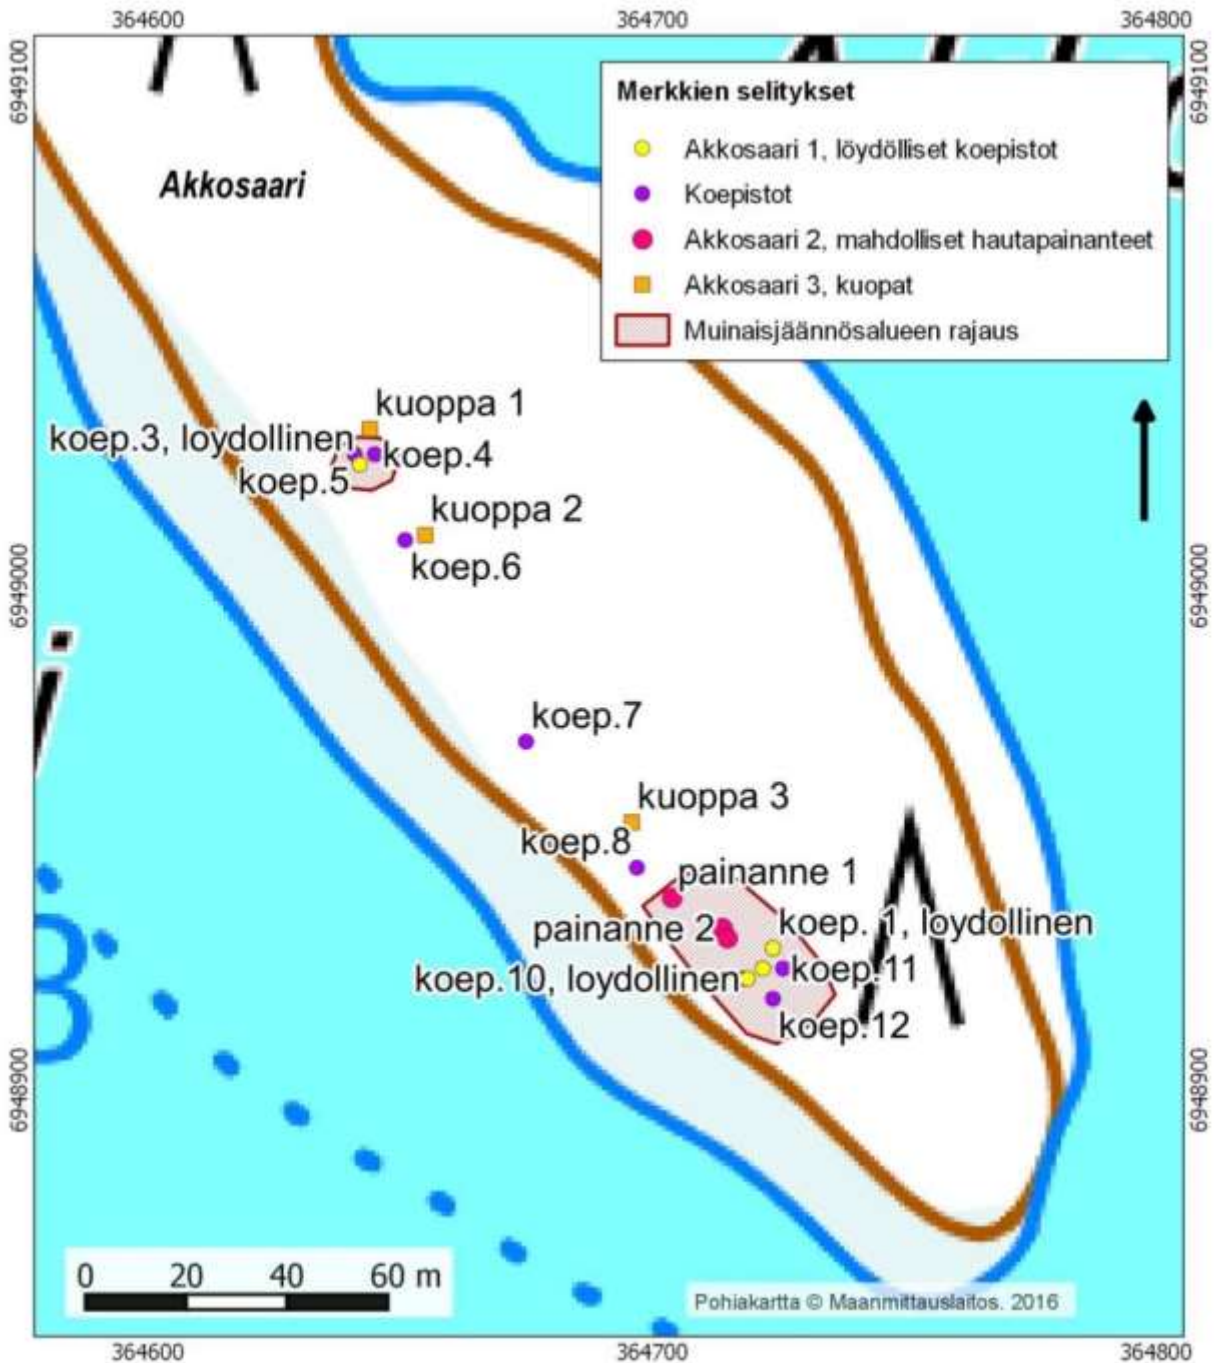 364600 364700 364800
6949100
6949100
Merkkien selitykset
Akkosaari 1, löydölliset koepistot
Koepistot
Akkosaari 2, mahdolliset hautapainanteet
Akkosaari 3, kuopat
Muinaisjäännösalueen rajaus
Akkosaari
kuoppa 1
koep.3, loydollinen
koep.4
koep.5
kuoppa 2
koep.6
6949000
6949000
i
koep.7
kuoppa 3
koep.8
painanne 1
painanne 2
koep. 1, loydollinen
koep.10, loydollinen
koep.11
koep.12
3
6948900
6948900
0 20 40 60 m
Pohjakartta © Maanmittauslaitos. 2016
364600 364700 364800